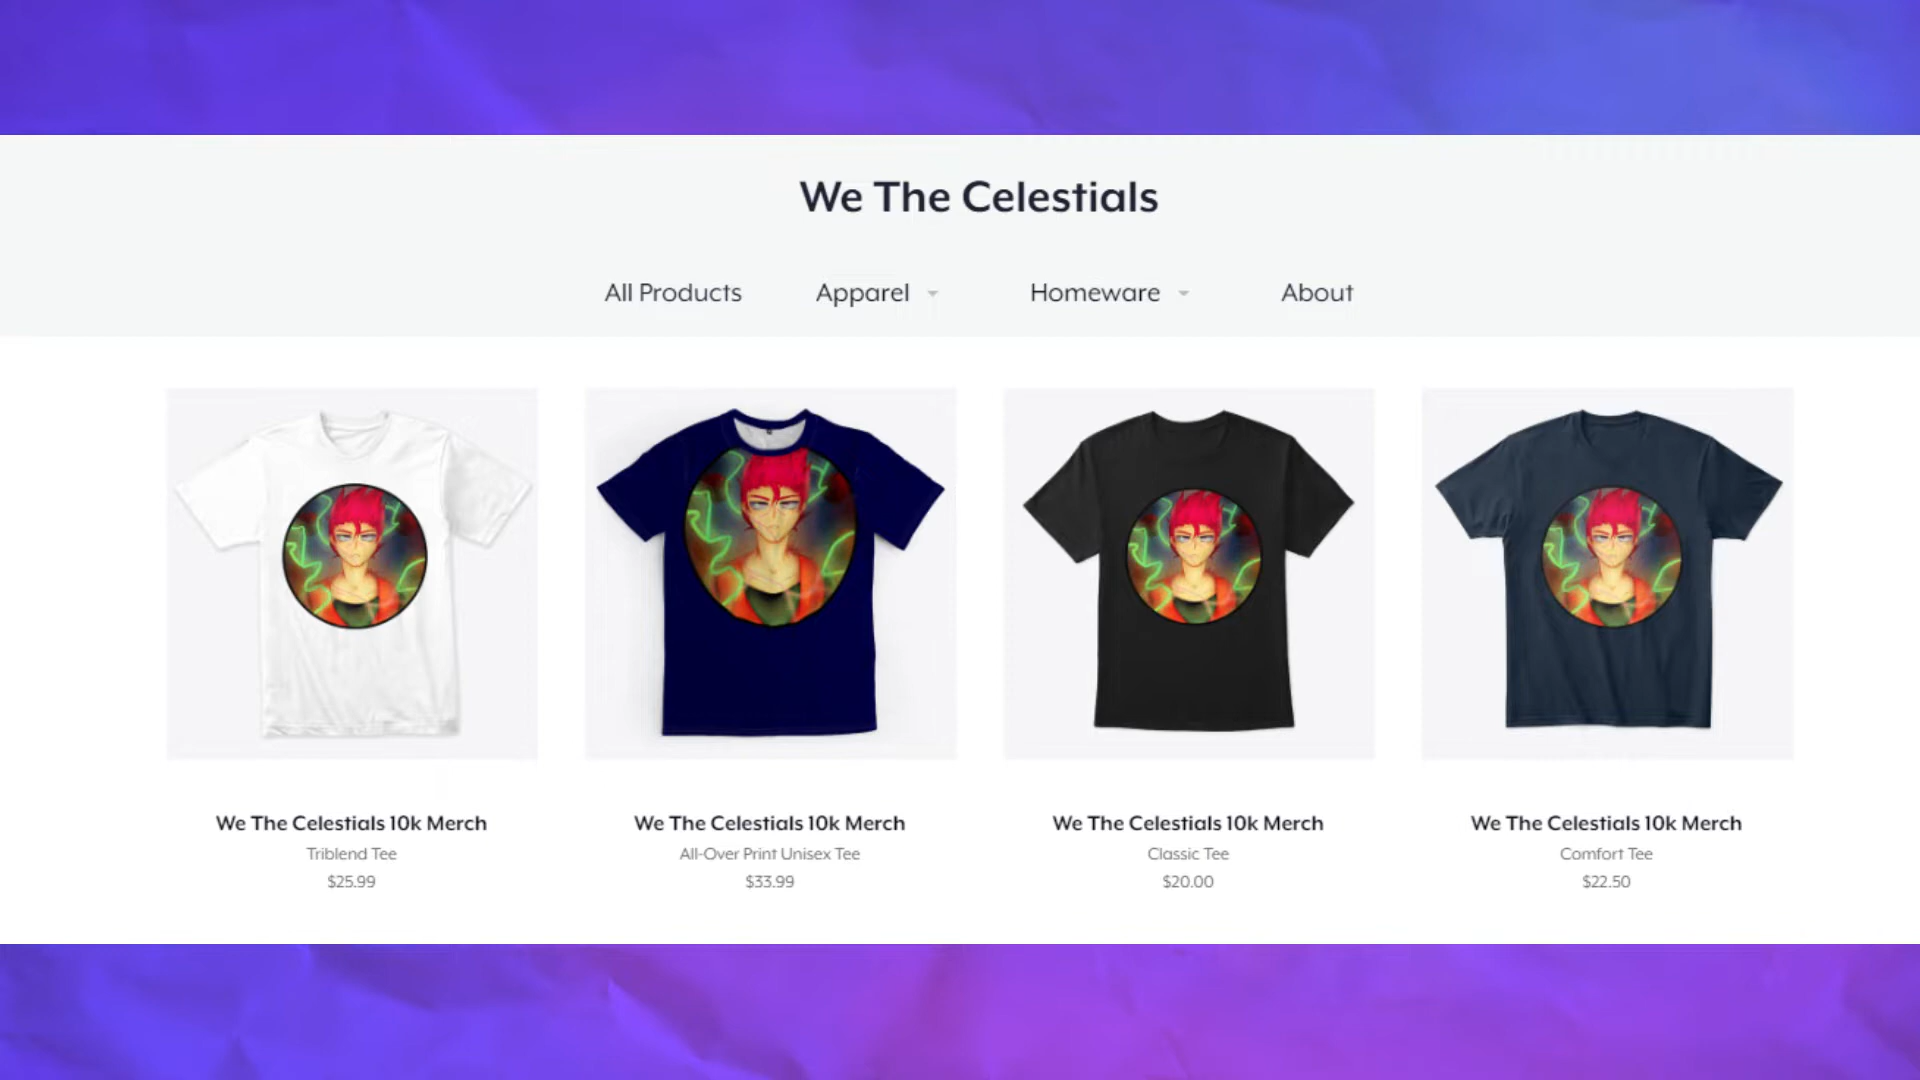 We The Celestials
All Products Apparel Homeware About
We The Celestials 10k Merch
Triblend Tee
$25.99
We The Celestials 10k Merch
All-Over Print Unisex Tee
$33.99
We The Celestials 10k Merch
Classic Tee
$20.00
We The Celestials 10k Merch
Comfort Tee
$22.50